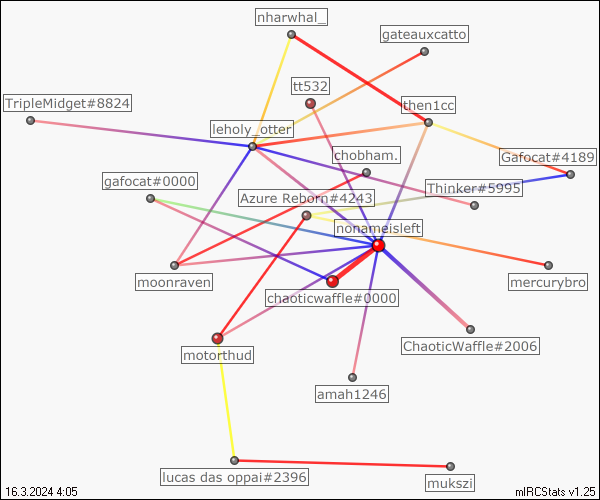 nharwhal_
gateauxcatto
tt532
TripleMidget#8824
then1cc
leholy_otter
chobham.
Gafocat#4189
gafocat#0000
Thinker#5995
Azure Reborn#4243
nonameisleft
moonraven
mercurybro
chaoticwaffle#0000
ChaoticWaffle#2006
motorthud
amah1246
lucas das oppai#2396
mukszi
16.3.2024 4:05
mIRCStats v1.25